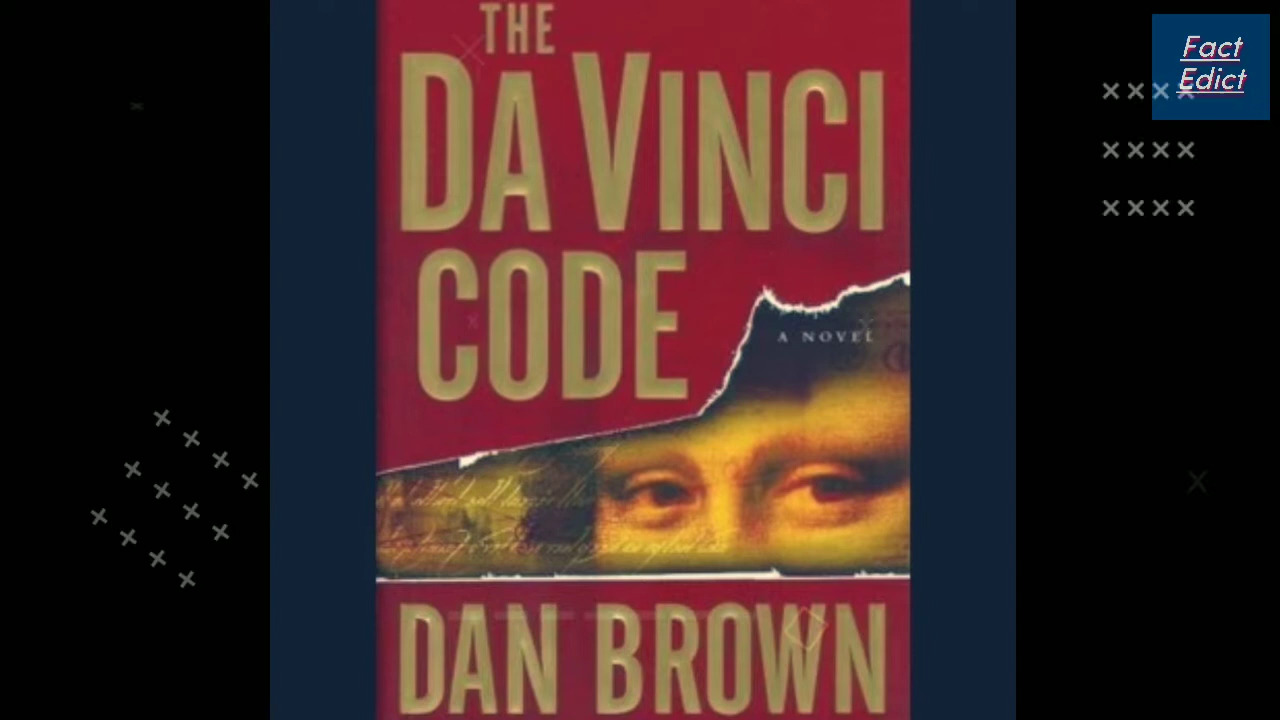 THE
DA VINCI
CODE
A NOVEL
DAN BROWN
Fact
Edict